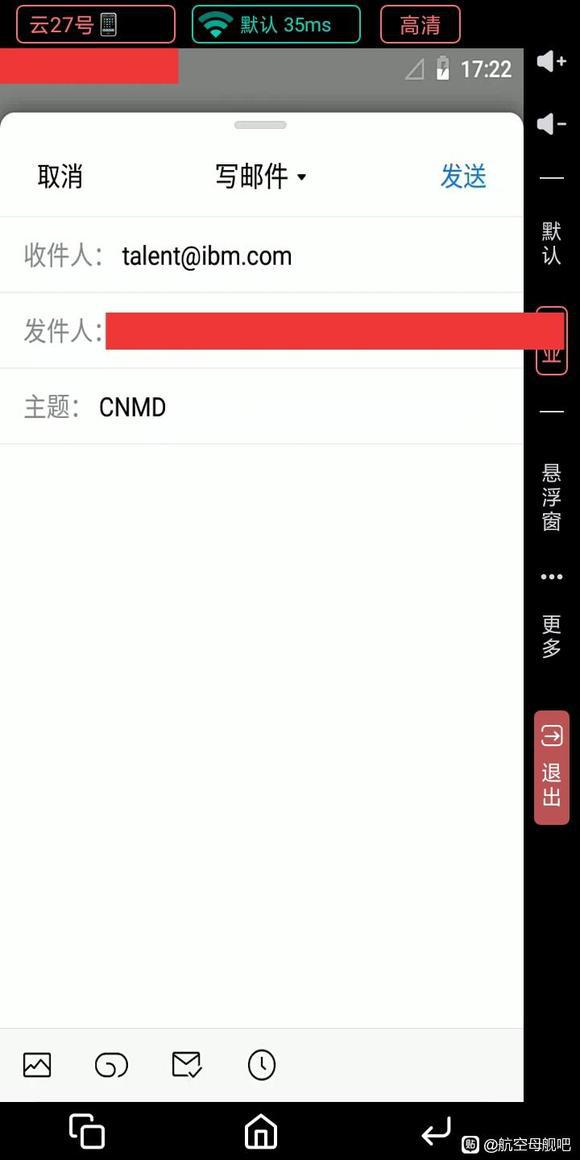 云27号 默认 35ms 高清
17:22
取消 写邮件 发送
收件人： talent@ibm.com
发件人：
主题： CNMD
默认
业
悬浮窗
更多
退出
贴 @航空母舰吧